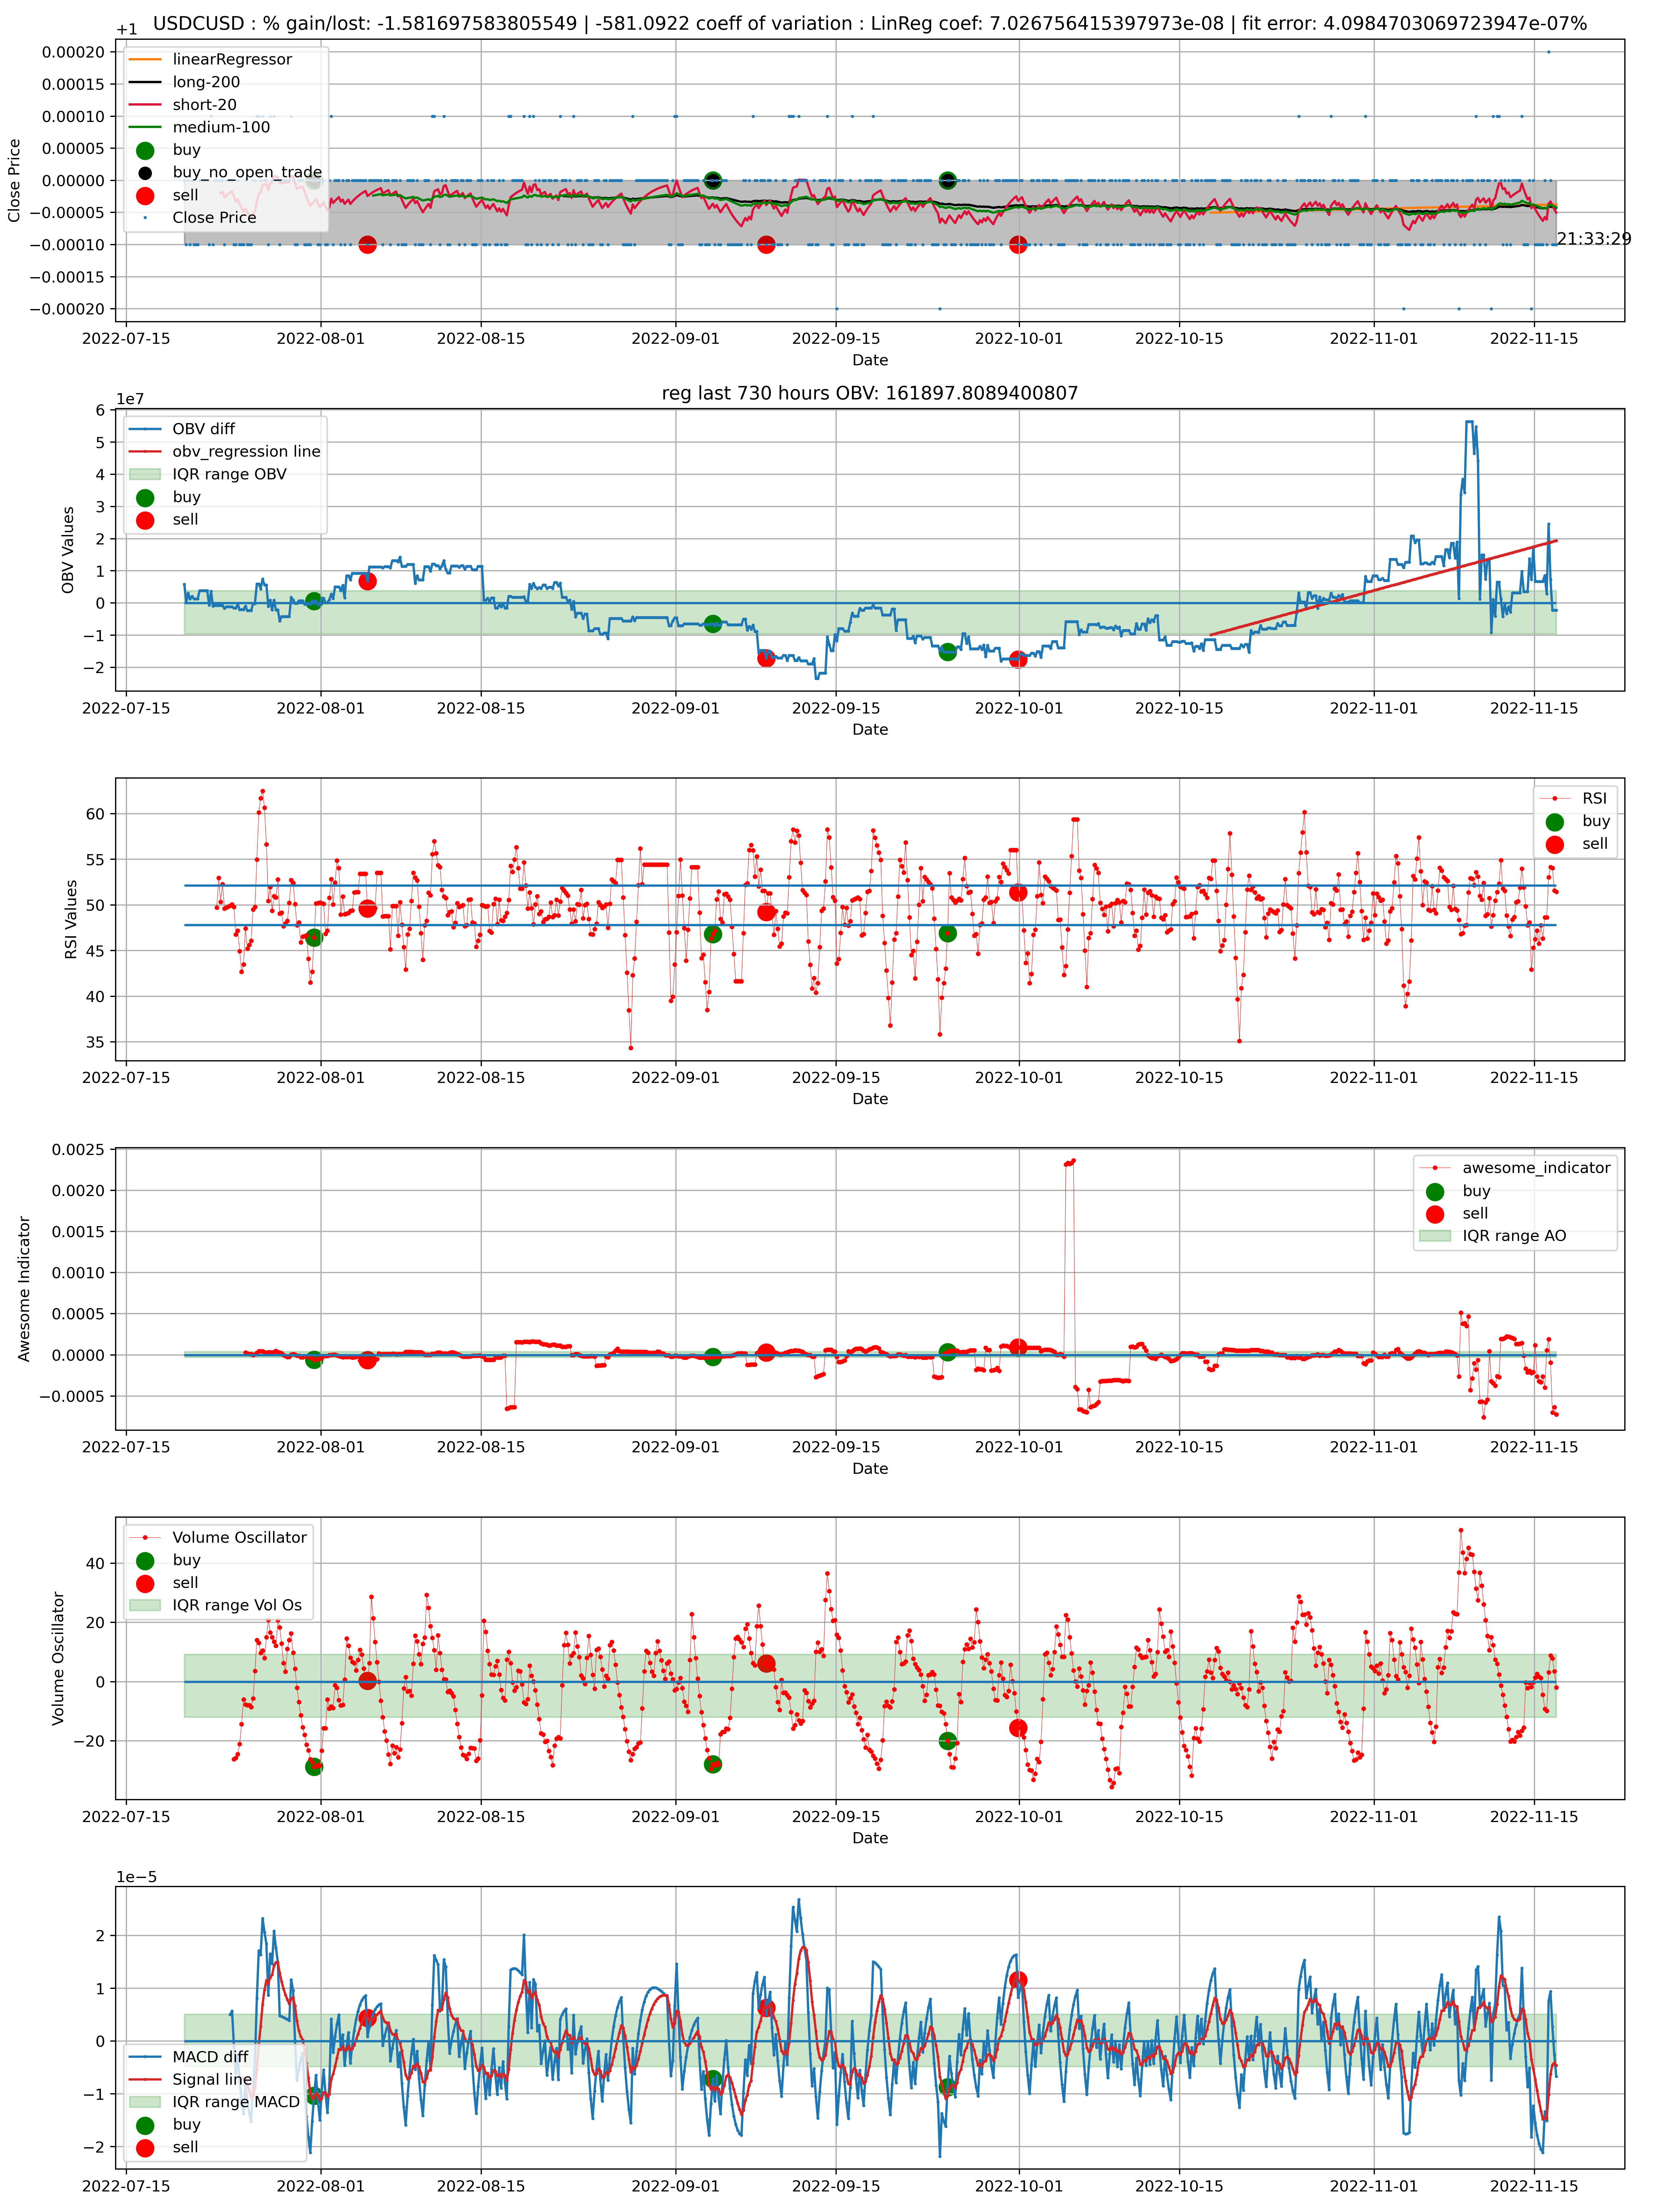 USDCUSD : % gain/lost: -1.581697583805549 | -581.0922 coeff of variation : LinReg coef: 7.026756415397973e-08 | fit error: 4.0984703069723947e-07%
+1
linearRegressor
long-200
short-20
medium-100
buy
buy_no_open_trade
sell
Close Price
0.00020
0.00015
0.00010
0.00005
0.00000
−0.00005
−0.00010
−0.00015
−0.00020
Close Price
21:33:29
2022-07-15 2022-08-01 2022-08-15 2022-09-01 2022-09-15 2022-10-01 2022-10-15 2022-11-01 2022-11-15
Date
reg last 730 hours OBV: 161897.8089400807
1e7
OBV diff
obv_regression line
IQR range OBV
buy
sell
6
5
4
3
2
1
0
−1
−2
OBV Values
2022-07-15 2022-08-01 2022-08-15 2022-09-01 2022-09-15 2022-10-01 2022-10-15 2022-11-01 2022-11-15
Date
RSI
buy
sell
60
55
50
45
40
35
RSI Values
2022-07-15 2022-08-01 2022-08-15 2022-09-01 2022-09-15 2022-10-01 2022-10-15 2022-11-01 2022-11-15
Date
awesome_indicator
buy
sell
IQR range AO
0.0025
0.0020
0.0015
0.0010
0.0005
0.0000
−0.0005
Awesome Indicator
2022-07-15 2022-08-01 2022-08-15 2022-09-01 2022-09-15 2022-10-01 2022-10-15 2022-11-01 2022-11-15
Date
Volume Oscillator
buy
sell
IQR range Vol Os
40
20
0
−20
Volume Oscillator
2022-07-15 2022-08-01 2022-08-15 2022-09-01 2022-09-15 2022-10-01 2022-10-15 2022-11-01 2022-11-15
Date
1e−5
2
1
0
−1
−2
MACD diff
Signal line
IQR range MACD
buy
sell
2022-07-15 2022-08-01 2022-08-15 2022-09-01 2022-09-15 2022-10-01 2022-10-15 2022-11-01 2022-11-15